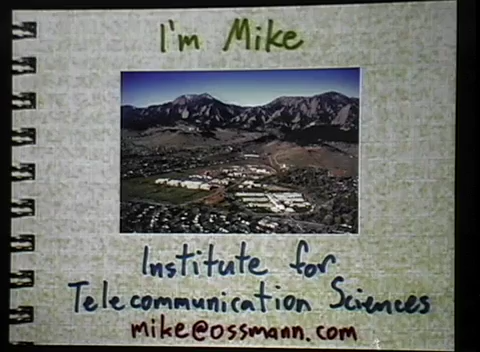 I'm Mike
Institute for
Telecommunication Sciences
mike@ossmann.com